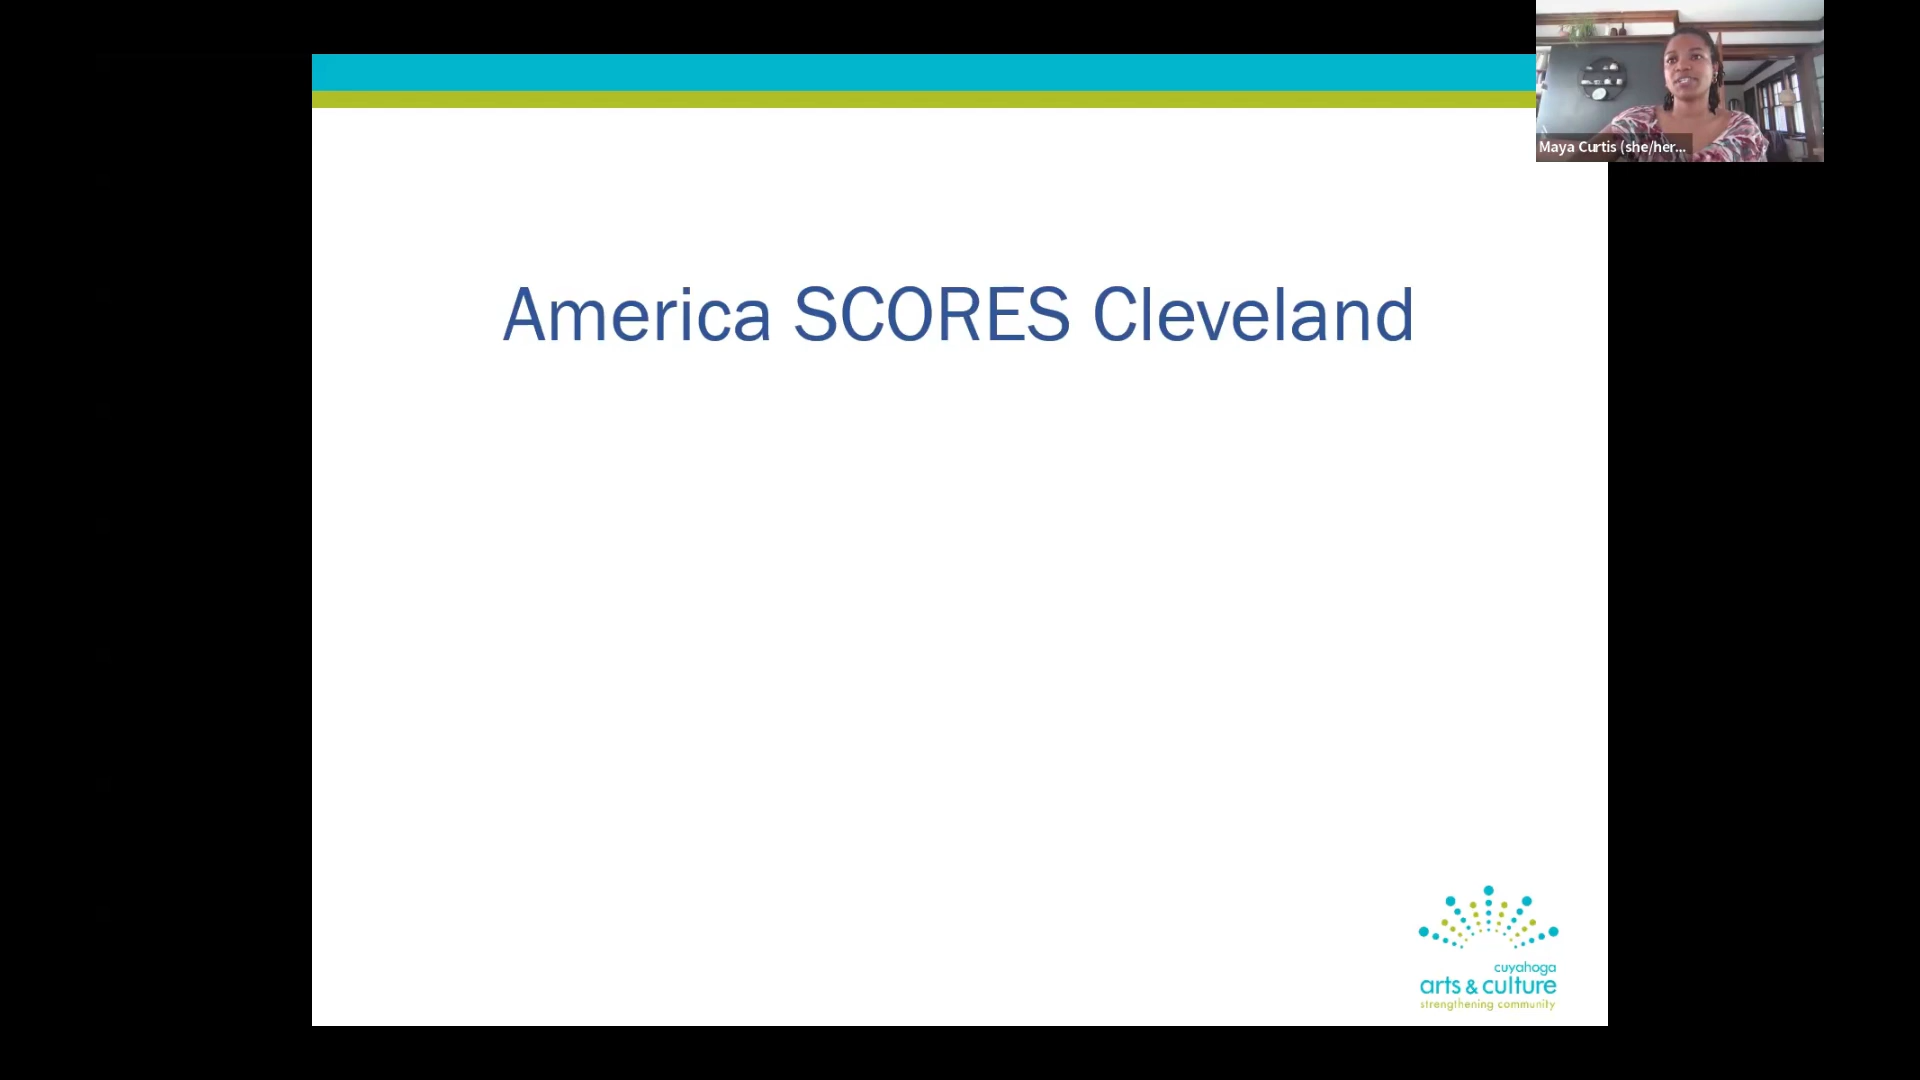 Maya Curtis (she/her...
America SCORES Cleveland
cuyahoga
arts & culture
strengthening community